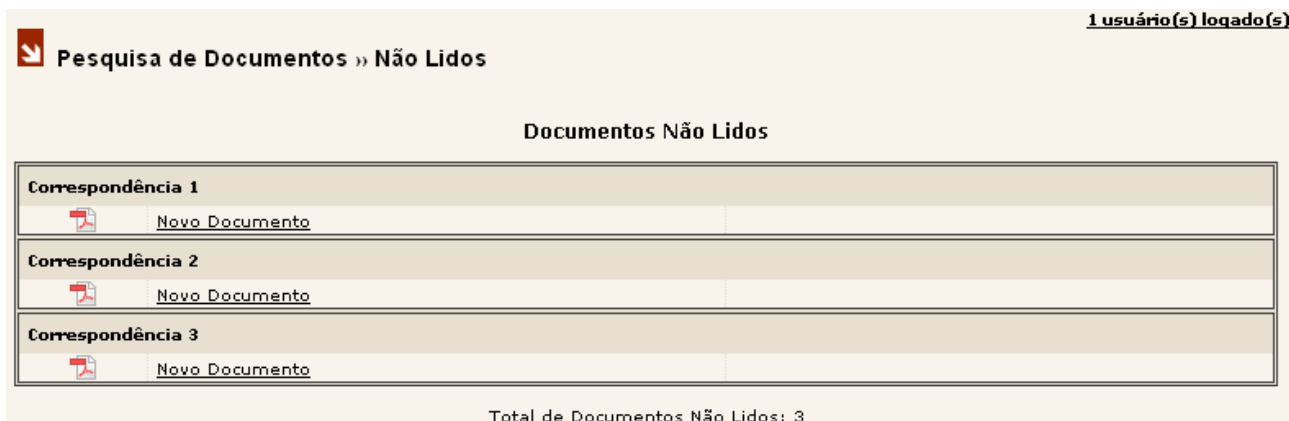 1 usuário(s) logado(s)
Pesquisa de Documentos » Não Lidos
Documentos Não Lidos
Correspondência 1
Novo Documento
Correspondência 2
Novo Documento
Correspondência 3
Novo Documento
Total de Documentos Não Lidos: 3